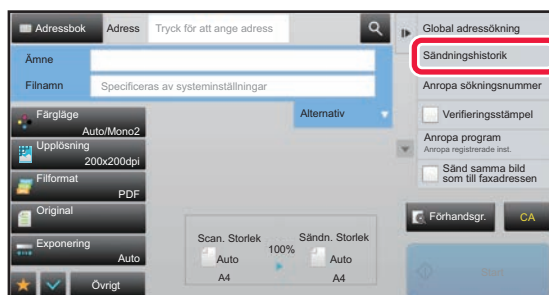 Adressbok
Adress
Tryck för att ange adress
Ämne
Filnamn
Specificeras av systeminställningar
Alternativ
Färgläge
Auto/Mono2
Upplösning
200x200dpi
Filformat
PDF
Original
Exponering
Auto
Övrigt
Scan. Storlek
100%
Sändn. Storlek
Auto
Auto
A4
A4
Global adressökning
Sändningshistorik
Anropa sökningsnummer
Verifieringsstämpel
Anropa program
Anropa registrerade inst.
Sänd samma bild
som till faxadressen
Förhandsgr.
CA
Start